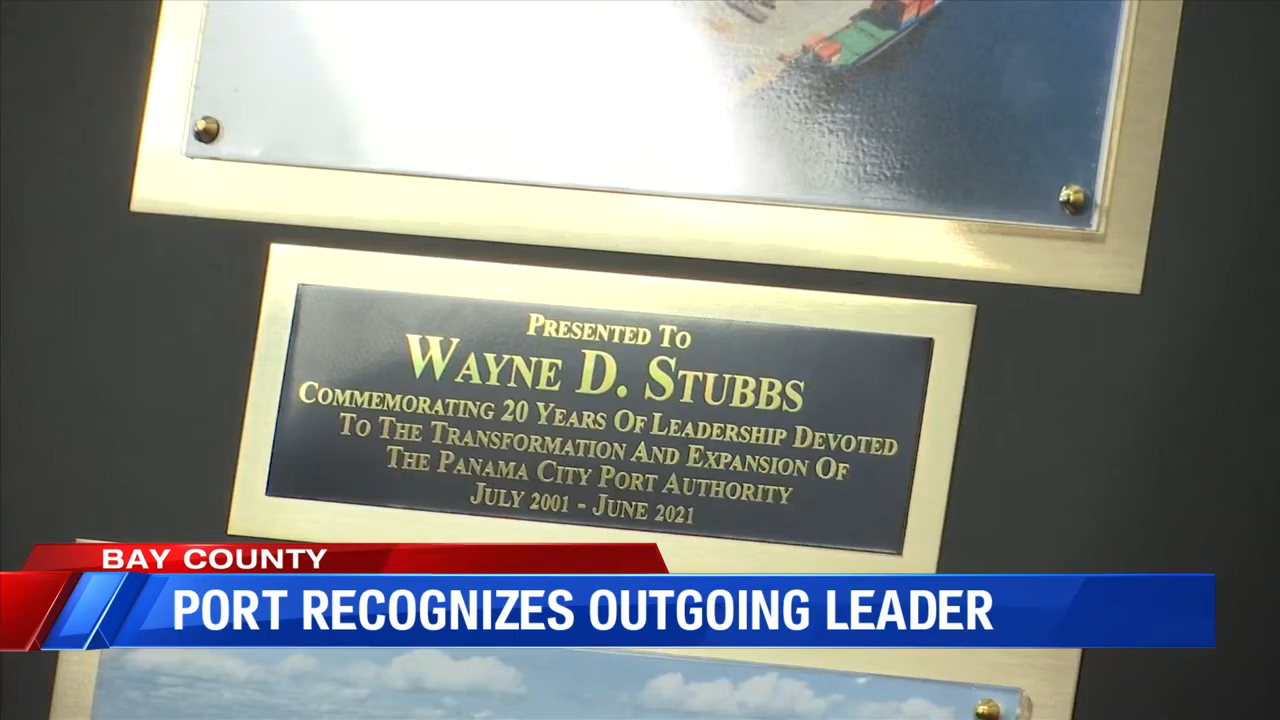 PRESENTED TO
WAYNE D. STUBBS
COMMEMORATING 20 YEARS OF LEADERSHIP DEVOTED
TO THE TRANSFORMATION AND EXPANSION OF
THE PANAMA CITY PORT AUTHORITY
JULY 2001 - JUNE 2021
BAY COUNTY
PORT RECOGNIZES OUTGOING LEADER